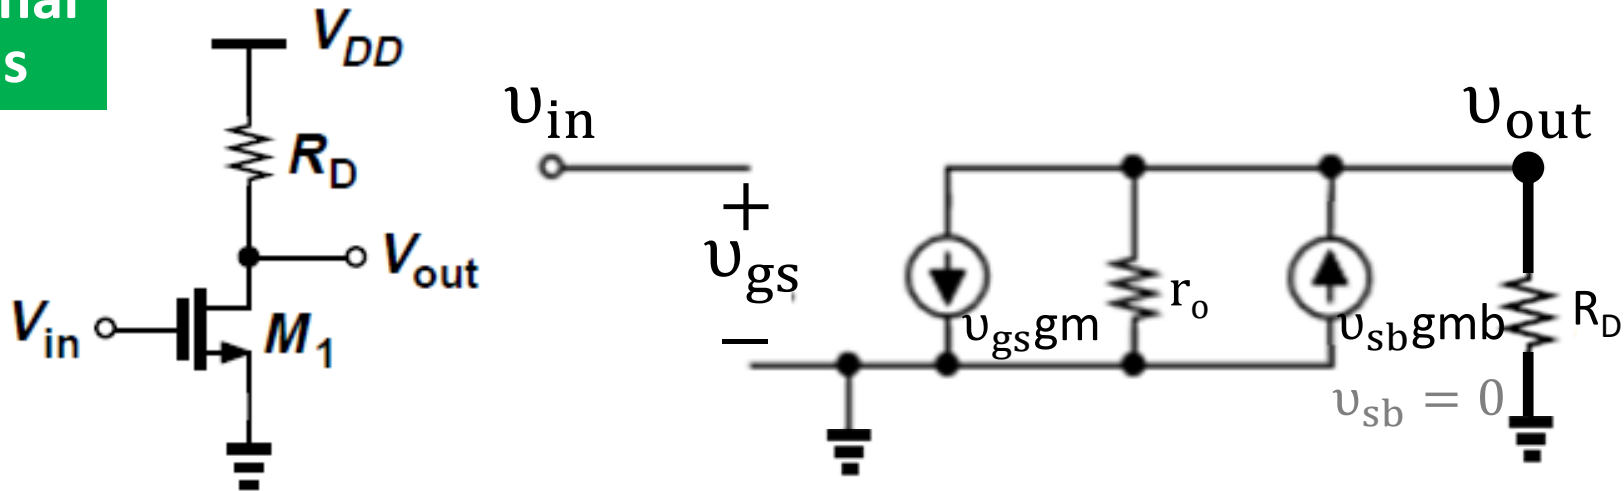 s
V_DD
R_D
V_out
V_in
M_1
υ_in
υ_out
+
υ_gs
−
υ_gs gm
r_o
υ_sb gmb
R_D
υ_sb = 0